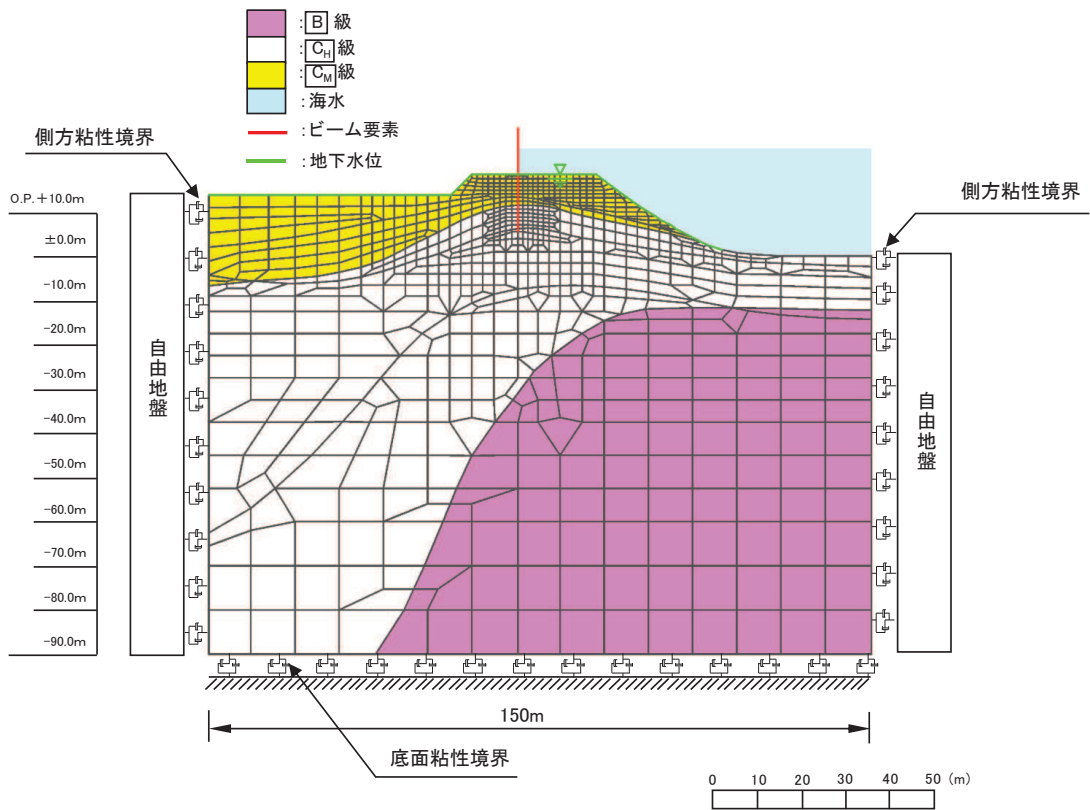 : B 級
: CH 級
: CM 級
: 海水
: ビーム要素
: 地下水位
側方粘性境界
側方粘性境界
O.P.+10.0m
±0.0m
-10.0m
-20.0m
-30.0m
-40.0m
-50.0m
-60.0m
-70.0m
-80.0m
-90.0m
自由地盤
自由地盤
150m
底面粘性境界
0 10 20 30 40 50 (m)